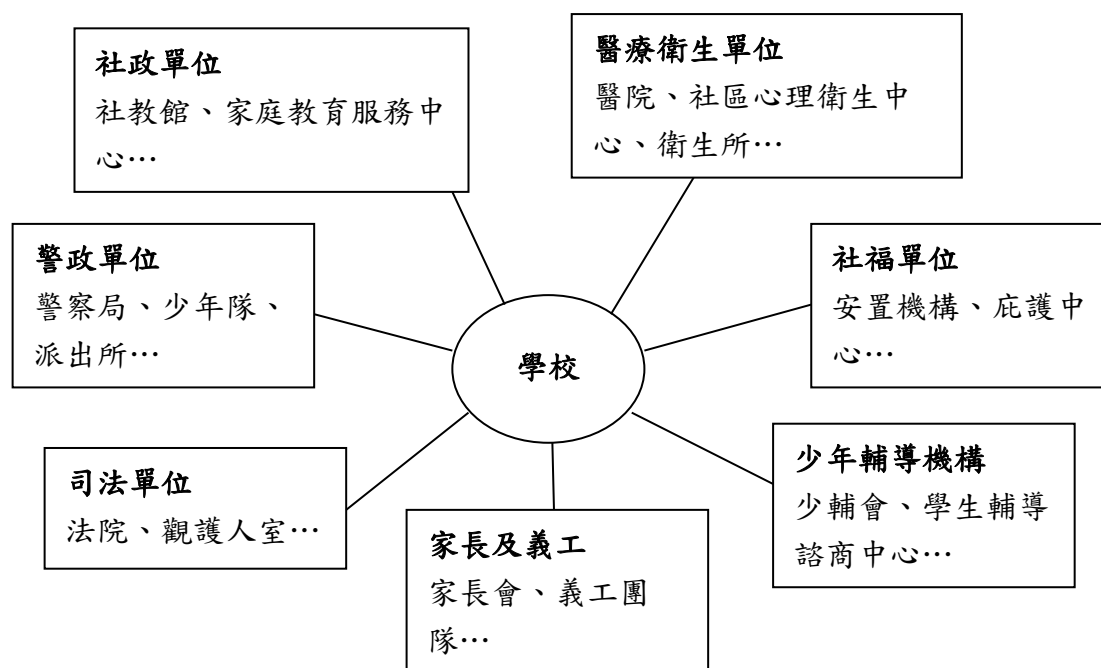 社政單位
社教館、家庭教育服務中
心…
醫療衛生單位
醫院、社區心理衛生中
心、衛生所…
警政單位
警察局、少年隊、
派出所…
社福單位
安置機構、庇護中
心…
學校
司法單位
法院、觀護人室…
家長及義工
家長會、義工團
隊…
少年輔導機構
少輔會、學生輔導
諮商中心…